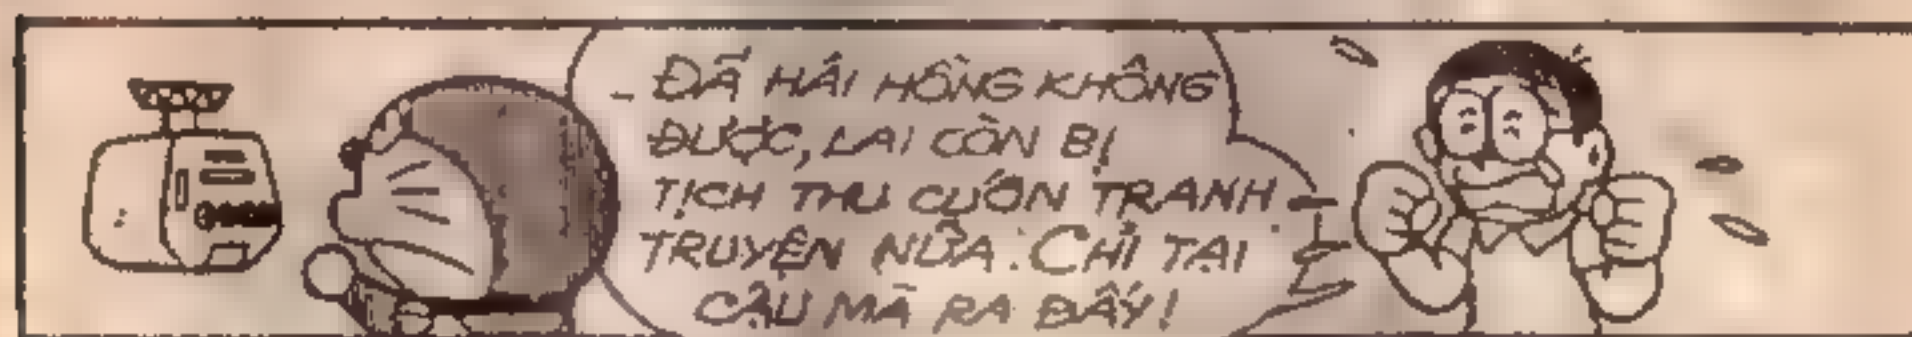 - ĐÃ HÁI HỒNG KHÔNG
ĐƯỢC, LẠI CÒN BỊ
TỊCH THU CUỐN TRANH
TRUYỆN NỮA. CHỈ TẠI
CẬU MÀ RA ĐẤY!